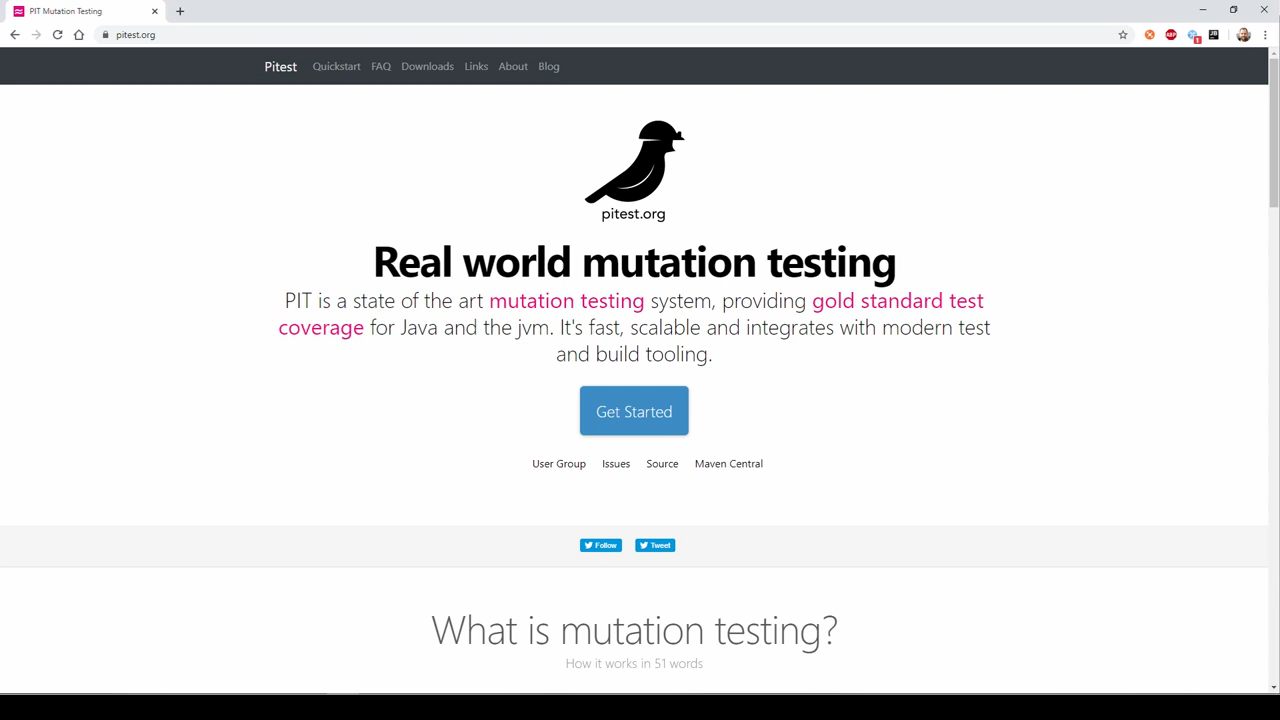 PIT Mutation Testing
pitest.org
ABP
1
JB
Pitest Quickstart FAQ Downloads Links About Blog
pitest.org
Real world mutation testing
PIT is a state of the art mutation testing system, providing gold standard test
coverage for Java and the jvm. It's fast, scalable and integrates with modern test
and build tooling.
Get Started
User Group Issues Source Maven Central
Follow Tweet
What is mutation testing?
How it works in 51 words